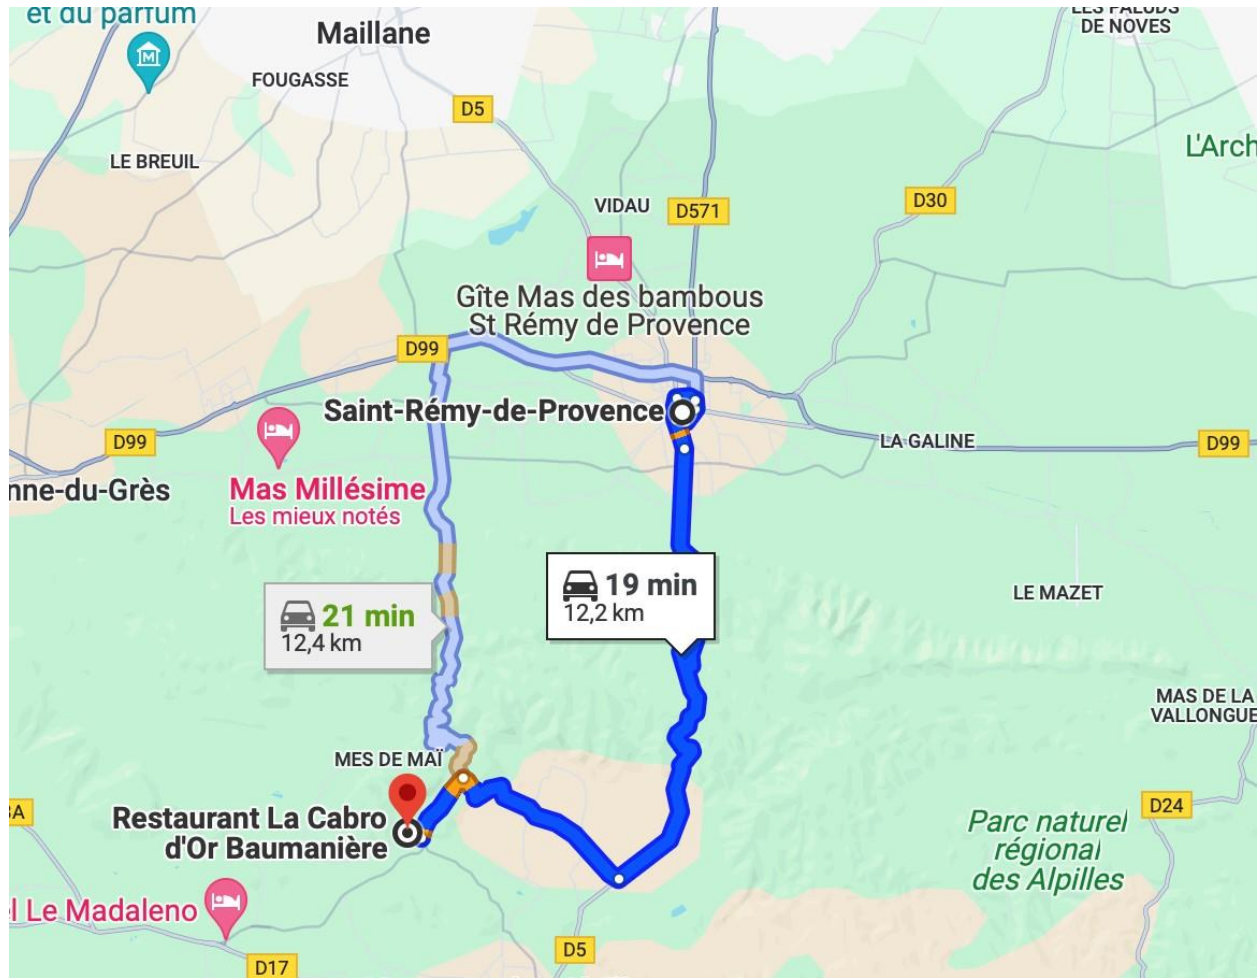 et du parfum
Maillane
LES PALUDS
DE NOVES
FOUGASSE
D5
LE BREUIL
L'Arch
VIDAU
D571
D30
Gîte Mas des bambous
St Rémy de Provence
D99
Saint-Rémy-de-Provence
D99
LA GALINE
D99
nne-du-Grès
Mas Millésime
Les mieux notés
19 min
12,2 km
21 min
12,4 km
LE MAZET
MAS DE LA
VALLONGUE
MES DE MAÏ
Restaurant La Cabro
d'Or Baumanière
3A
D24
Parc naturel
régional
des Alpilles
el Le Madaleno
D5
D17